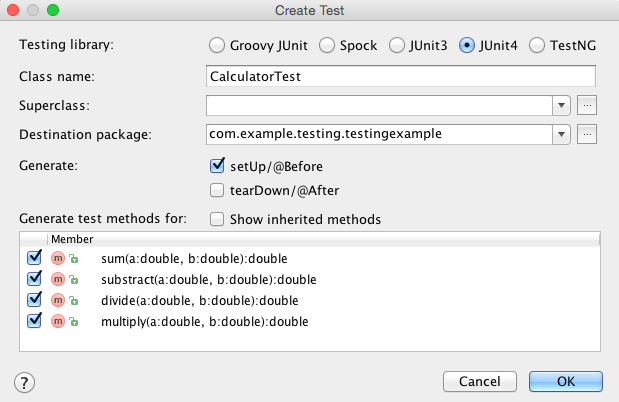 Create Test
Testing library: Groovy JUnit Spock JUnit3 JUnit4 TestNG
Class name: CalculatorTest
Superclass: ...
Destination package: com.example.testing.testingexample ...
Generate: setUp/@Before
tearDown/@After
Generate test methods for: Show inherited methods
Member
m sum(a:double, b:double):double
m substract(a:double, b:double):double
m divide(a:double, b:double):double
m multiply(a:double, b:double):double
? Cancel OK